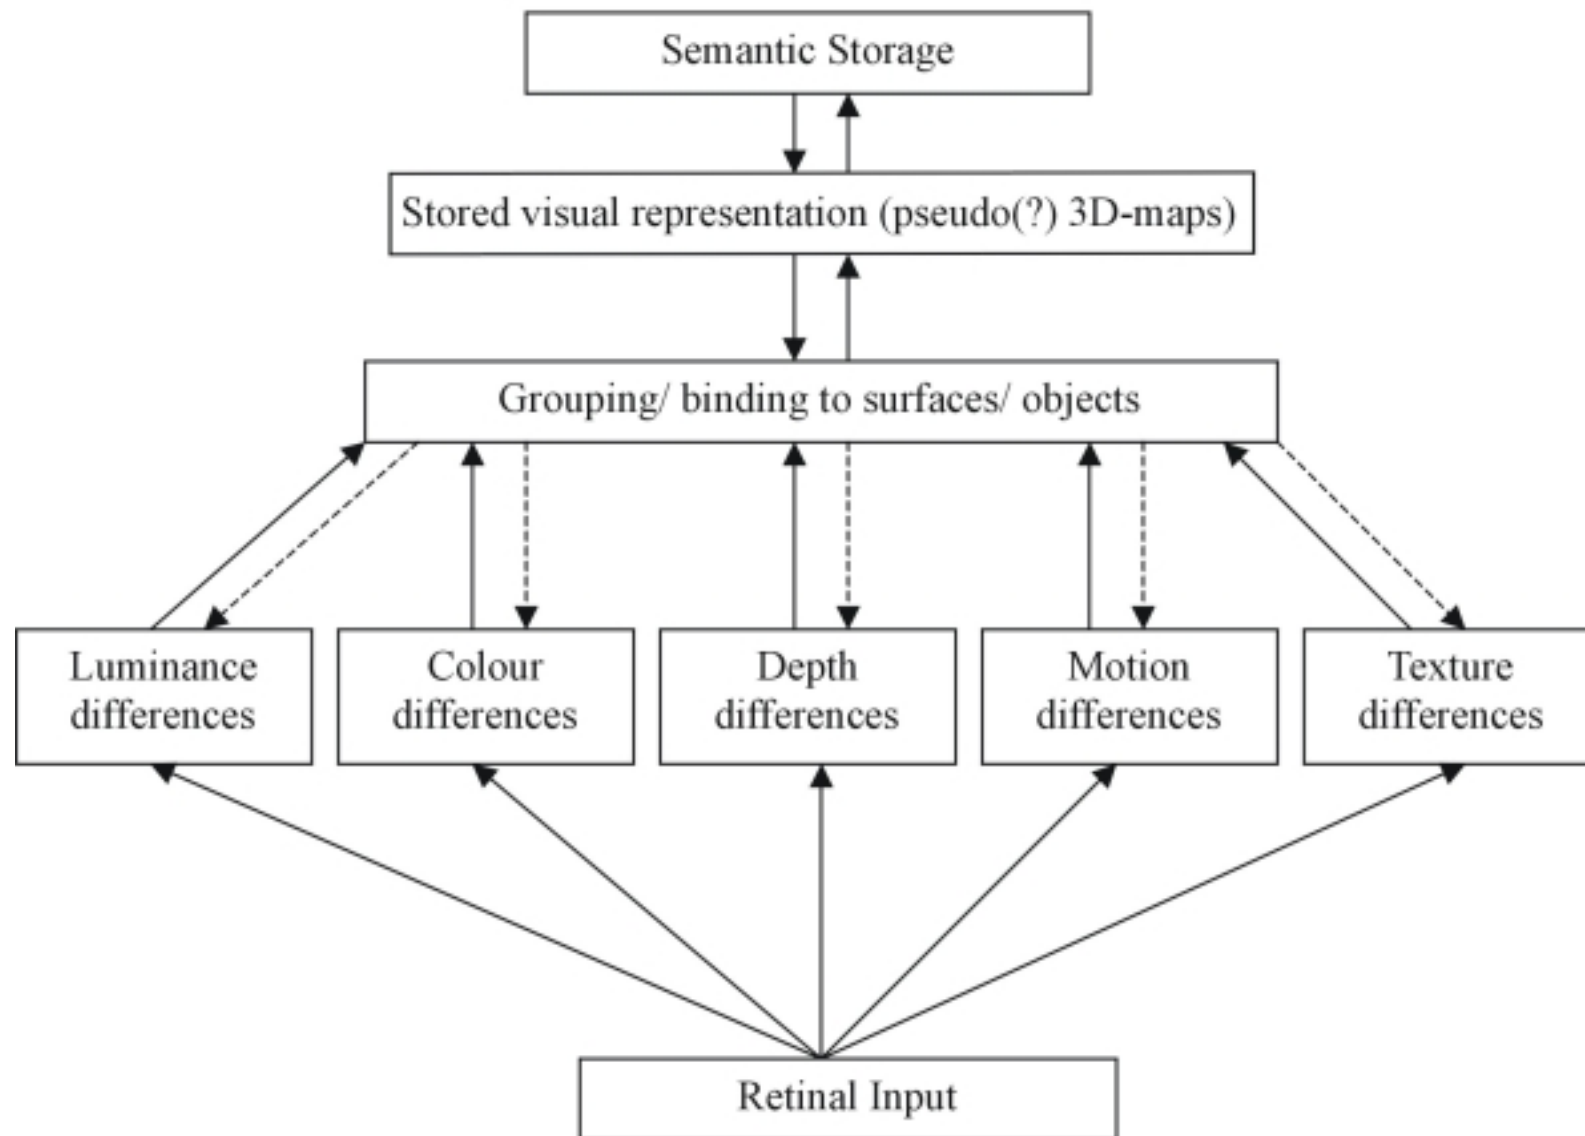 Semantic Storage
Stored visual representation (pseudo(?) 3D-maps)
Grouping/ binding to surfaces/ objects
Luminance
differences
Colour
differences
Depth
differences
Motion
differences
Texture
differences
Retinal Input